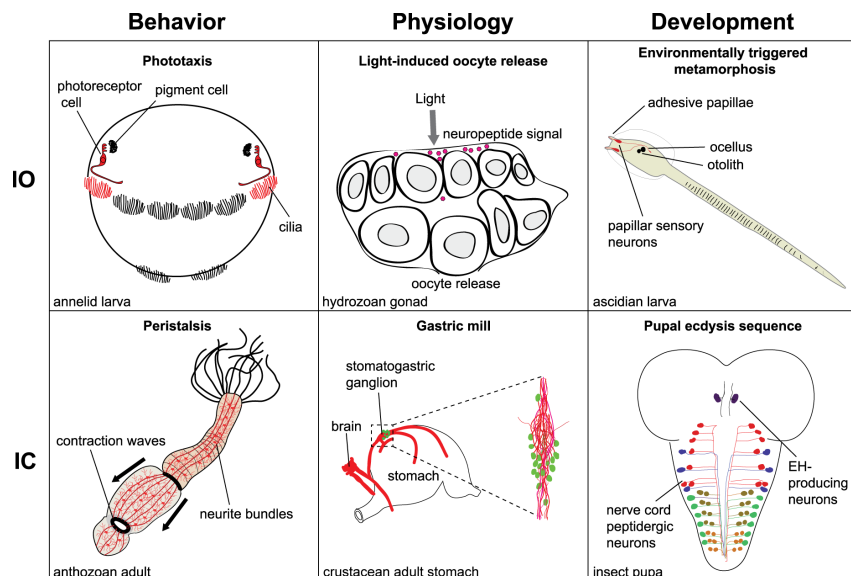 Behavior
Physiology
Development
IO
Phototaxis
photoreceptor
cell
pigment cell
cilia
annelid larva
Light-induced oocyte release
Light
neuropeptide signal
oocyte release
hydrozoan gonad
Environmentally triggered
metamorphosis
adhesive papillae
ocellus
otolith
papillar sensory
neurons
ascidian larva
IC
Peristalsis
contraction waves
neurite bundles
anthozoan adult
Gastric mill
stomatogastric
ganglion
brain
stomach
crustacean adult stomach
Pupal ecdysis sequence
EH-
producing
neurons
nerve cord
peptidergic
neurons
insect pupa